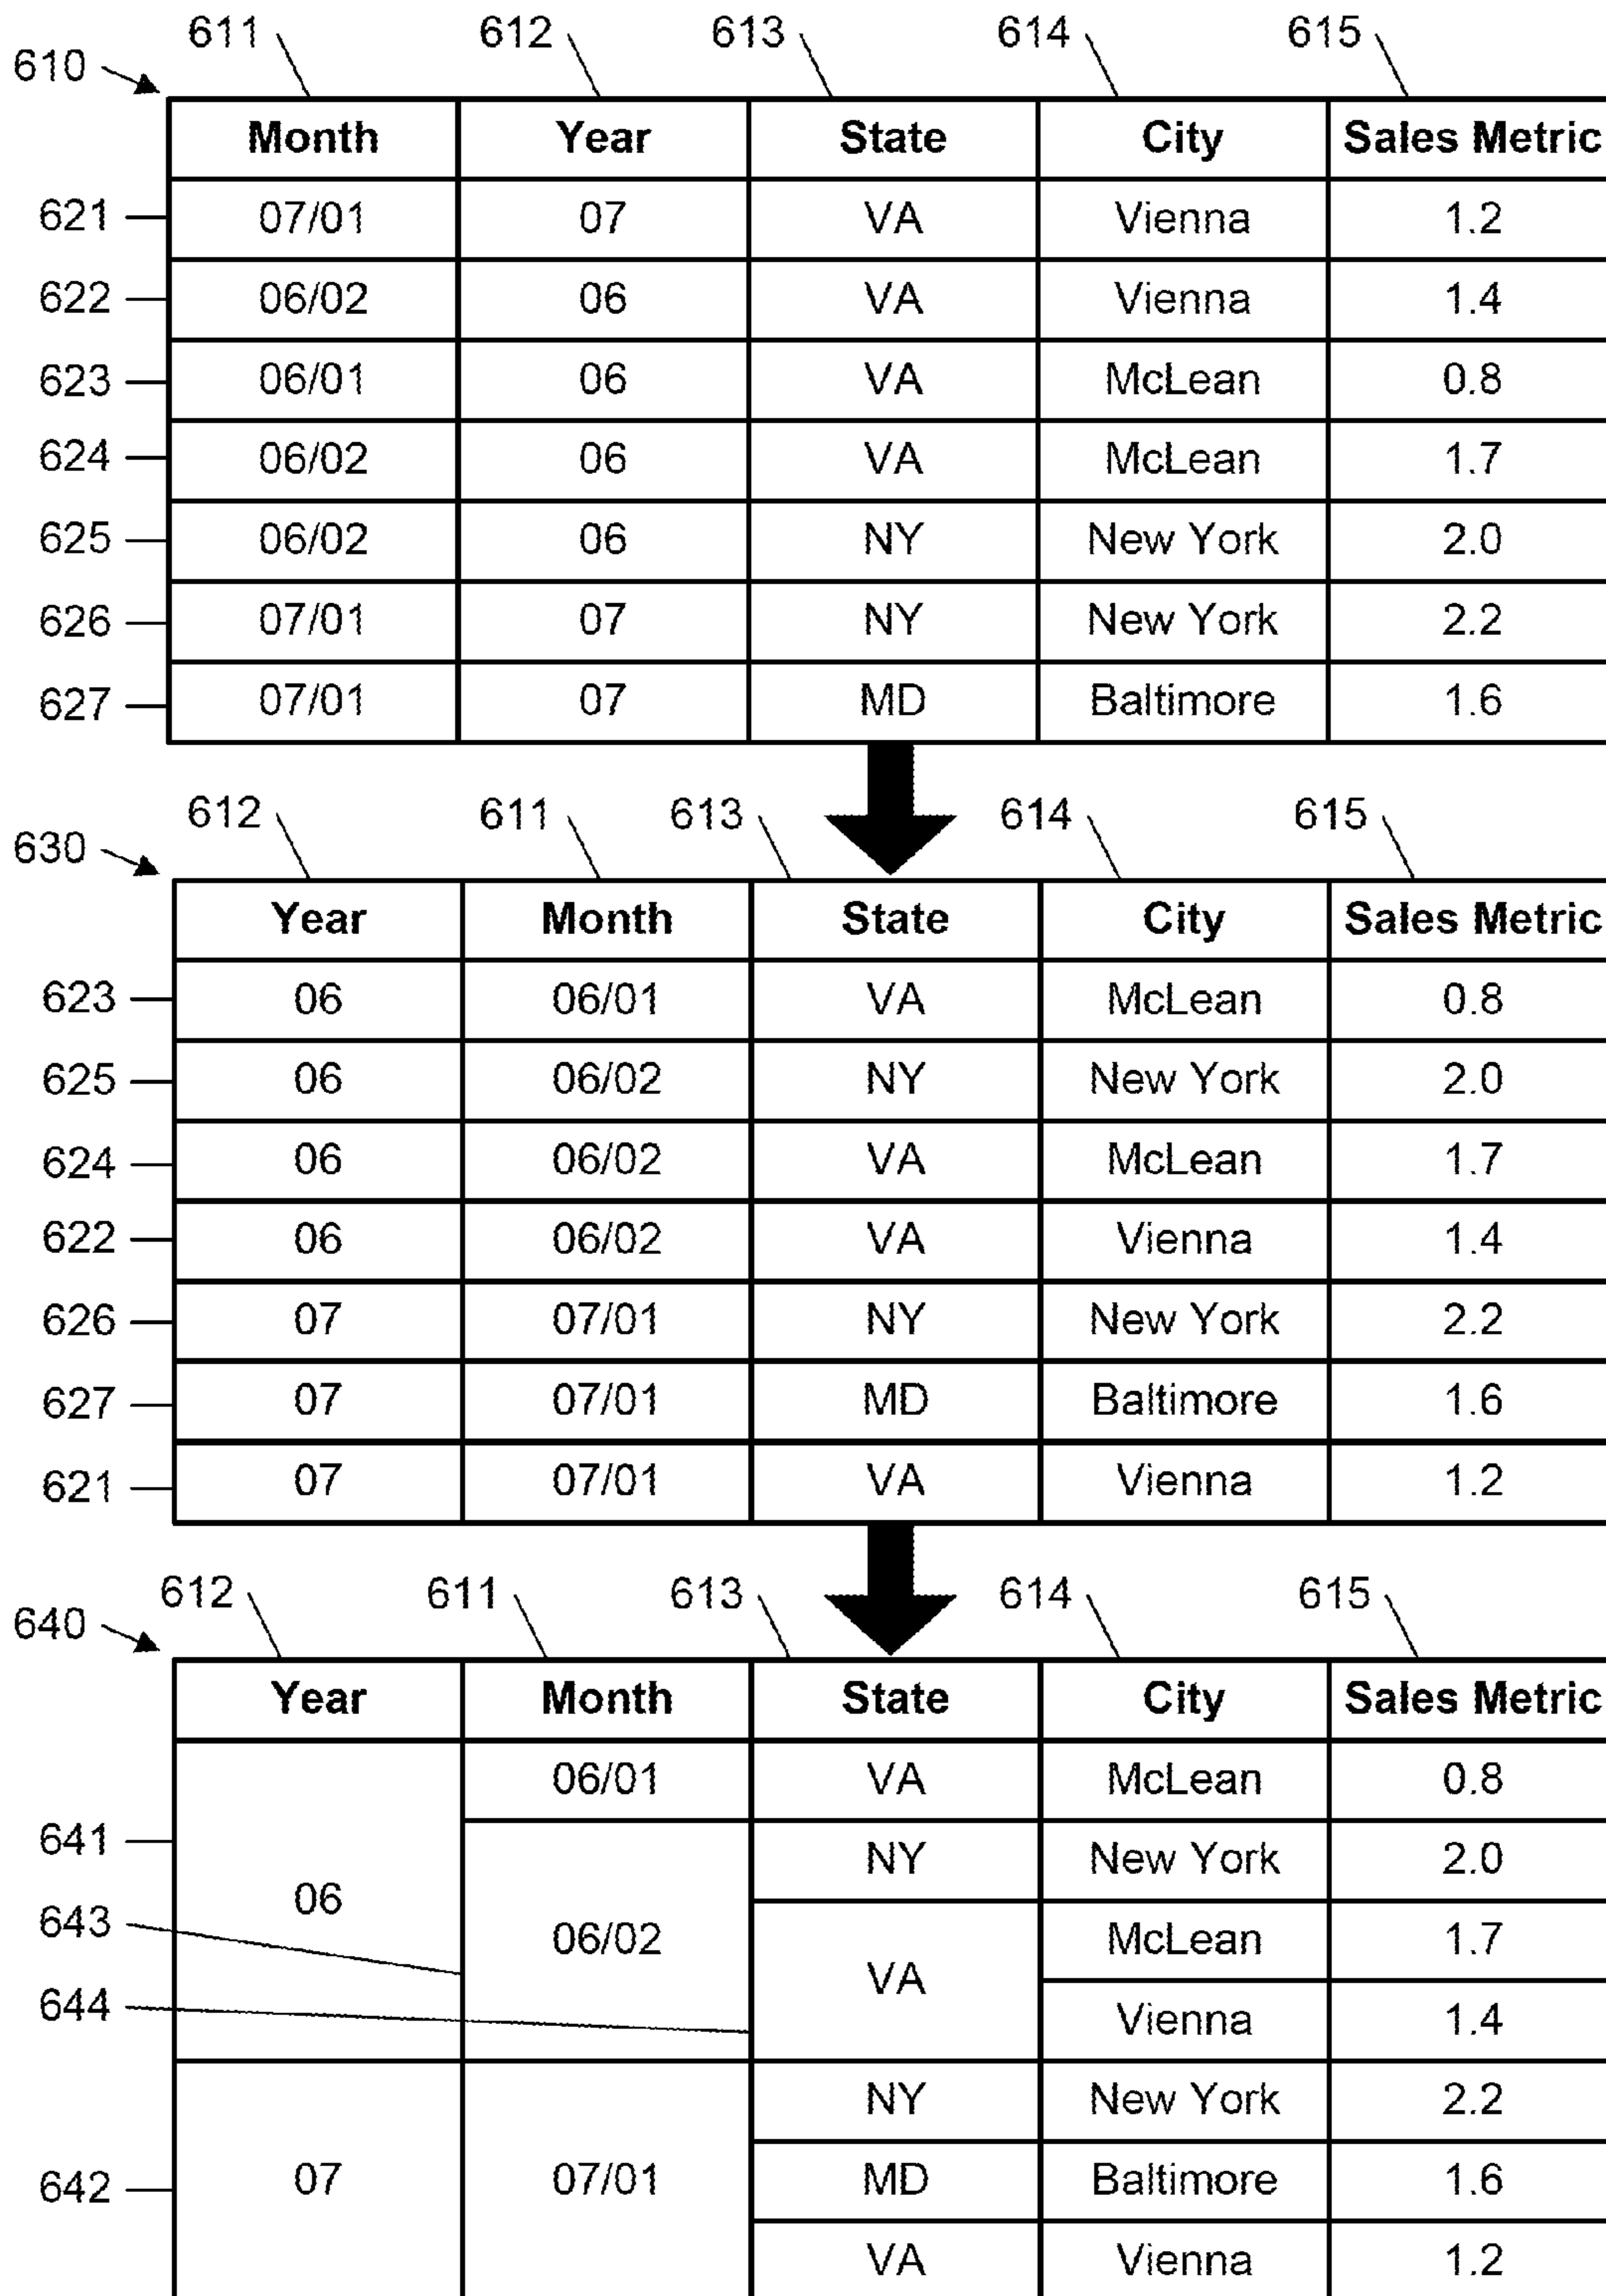 611 612 613 614 615
610
Month Year State City Sales Metric
621 07/01 07 VA Vienna 1.2
622 06/02 06 VA Vienna 1.4
623 06/01 06 VA McLean 0.8
624 06/02 06 VA McLean 1.7
625 06/02 06 NY New York 2.0
626 07/01 07 NY New York 2.2
627 07/01 07 MD Baltimore 1.6
612 611 613 614 615
630
Year Month State City Sales Metric
623 06 06/01 VA McLean 0.8
625 06 06/02 NY New York 2.0
624 06 06/02 VA McLean 1.7
622 06 06/02 VA Vienna 1.4
626 07 07/01 NY New York 2.2
627 07 07/01 MD Baltimore 1.6
621 07 07/01 VA Vienna 1.2
612 611 613 614 615
640
Year Month State City Sales Metric
06/01 VA McLean 0.8
641 NY New York 2.0
06
643 06/02 McLean 1.7
VA
644 Vienna 1.4
NY New York 2.2
642 07 07/01 MD Baltimore 1.6
VA Vienna 1.2